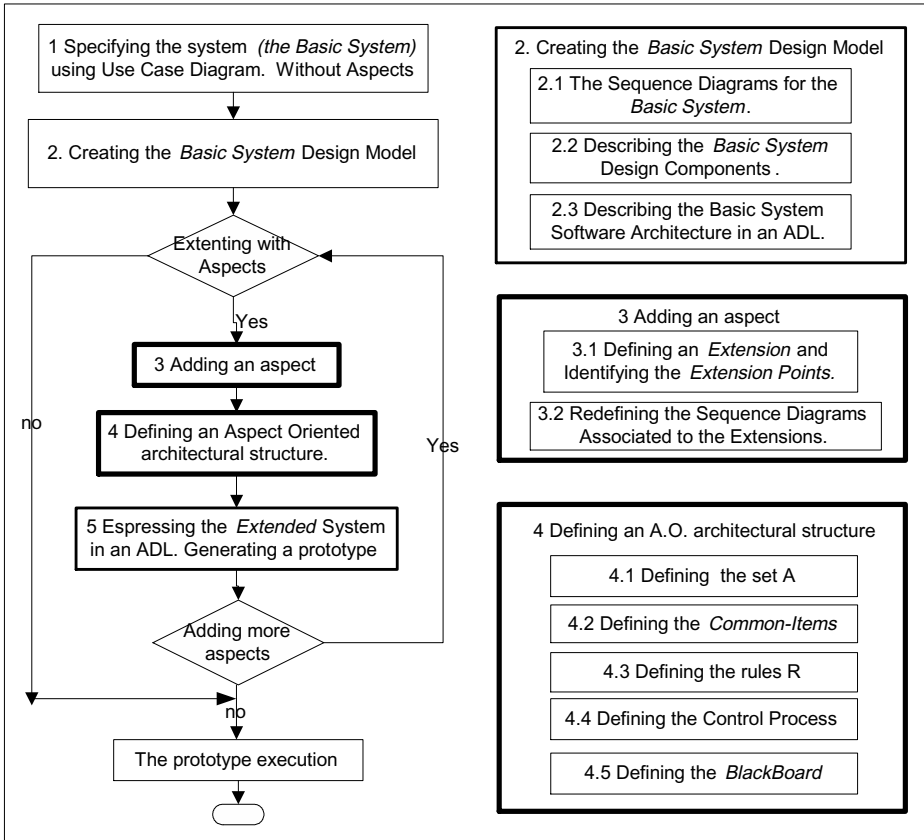 1 Specifying the system (the Basic System)
using Use Case Diagram. Without Aspects
2. Creating the Basic System Design Model
Extenting with
Aspects
Yes
no
3 Adding an aspect
4 Defining an Aspect Oriented
architectural structure.
Yes
5 Espressing the Extended System
in an ADL. Generating a prototype
Adding more
aspects
no
The prototype execution
2. Creating the Basic System Design Model
2.1 The Sequence Diagrams for the
Basic System.
2.2 Describing the Basic System
Design Components .
2.3 Describing the Basic System
Software Architecture in an ADL.
3 Adding an aspect
3.1 Defining an Extension and
Identifying the Extension Points.
3.2 Redefining the Sequence Diagrams
Associated to the Extensions.
4 Defining an A.O. architectural structure
4.1 Defining the set A
4.2 Defining the Common-Items
4.3 Defining the rules R
4.4 Defining the Control Process
4.5 Defining the BlackBoard